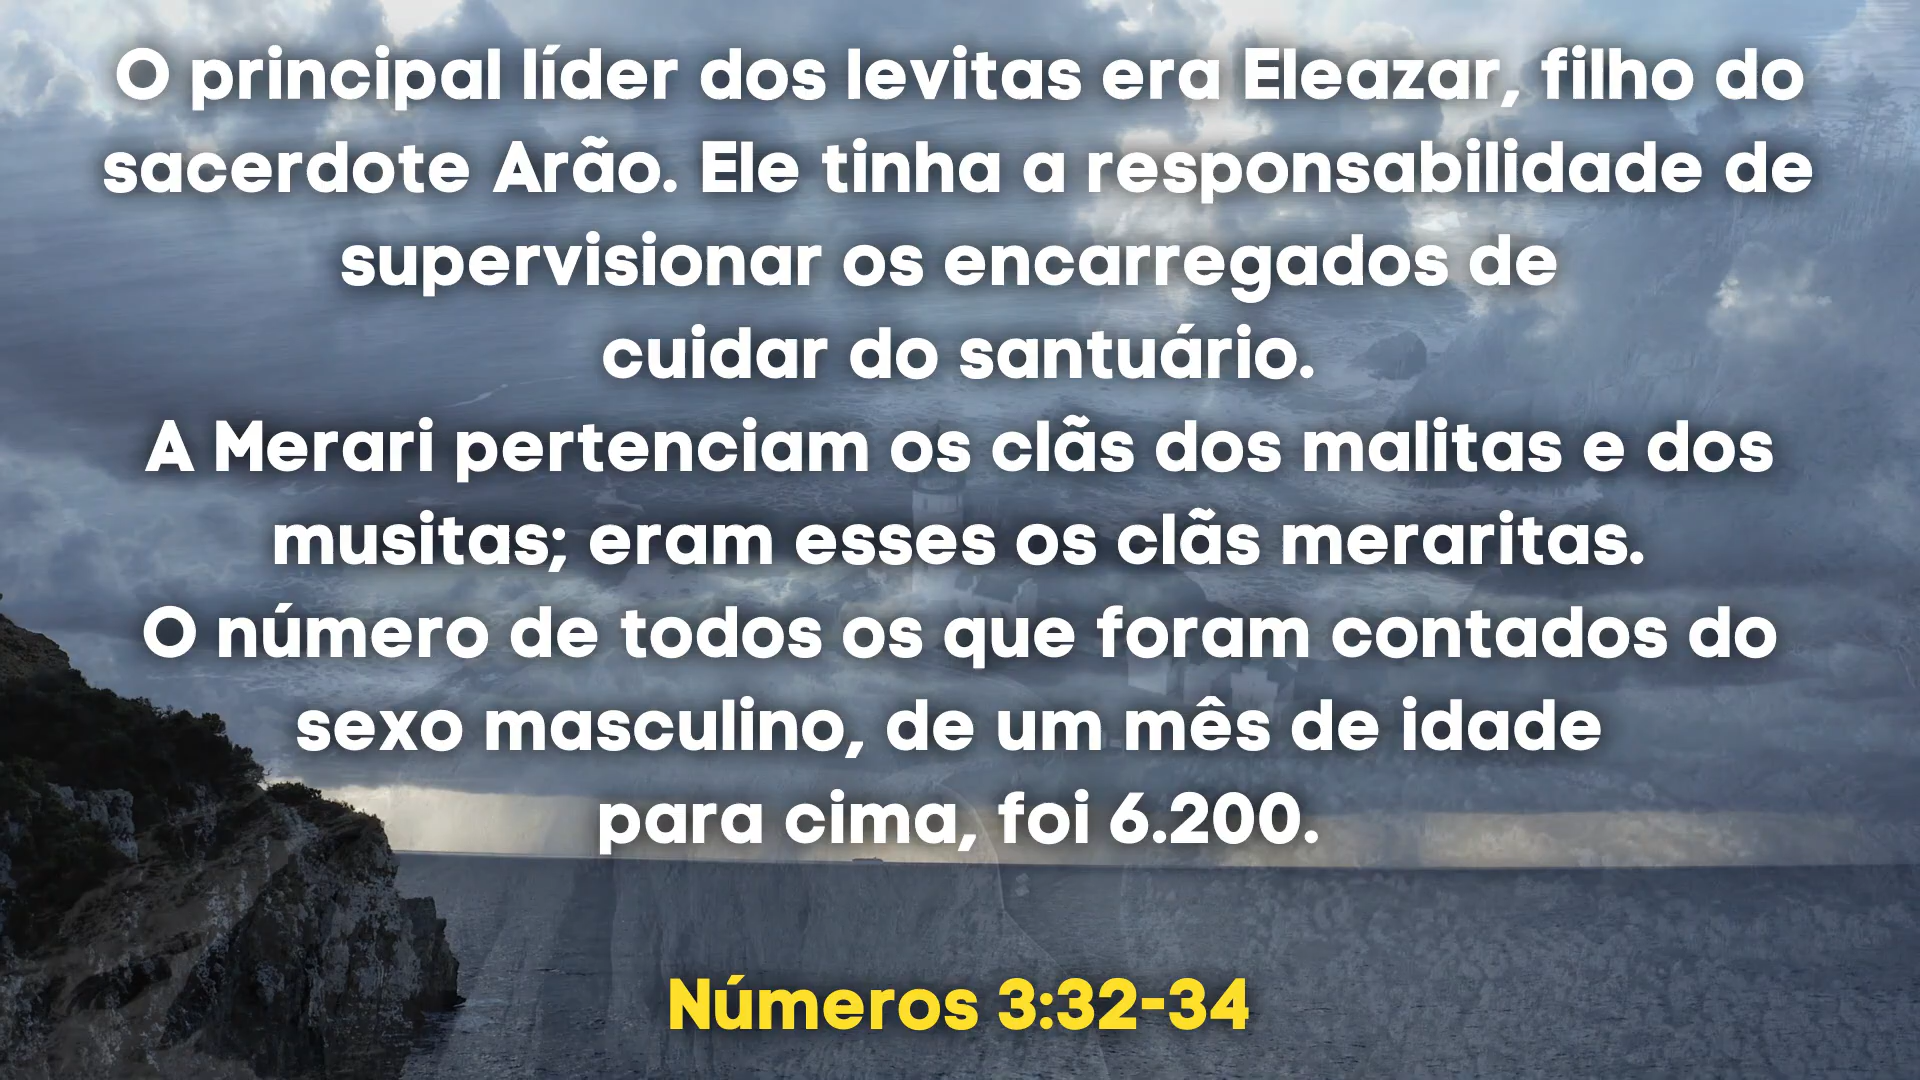 O principal líder dos levitas era Eleazar, filho do
sacerdote Arão. Ele tinha a responsabilidade de
supervisionar os encarregados de
cuidar do santuário.
A Merari pertenciam os clãs dos malitas e dos
musitas; eram esses os clãs meraritas.
O número de todos os que foram contados do
sexo masculino, de um mês de idade
para cima, foi 6.200.
Números 3:32-34